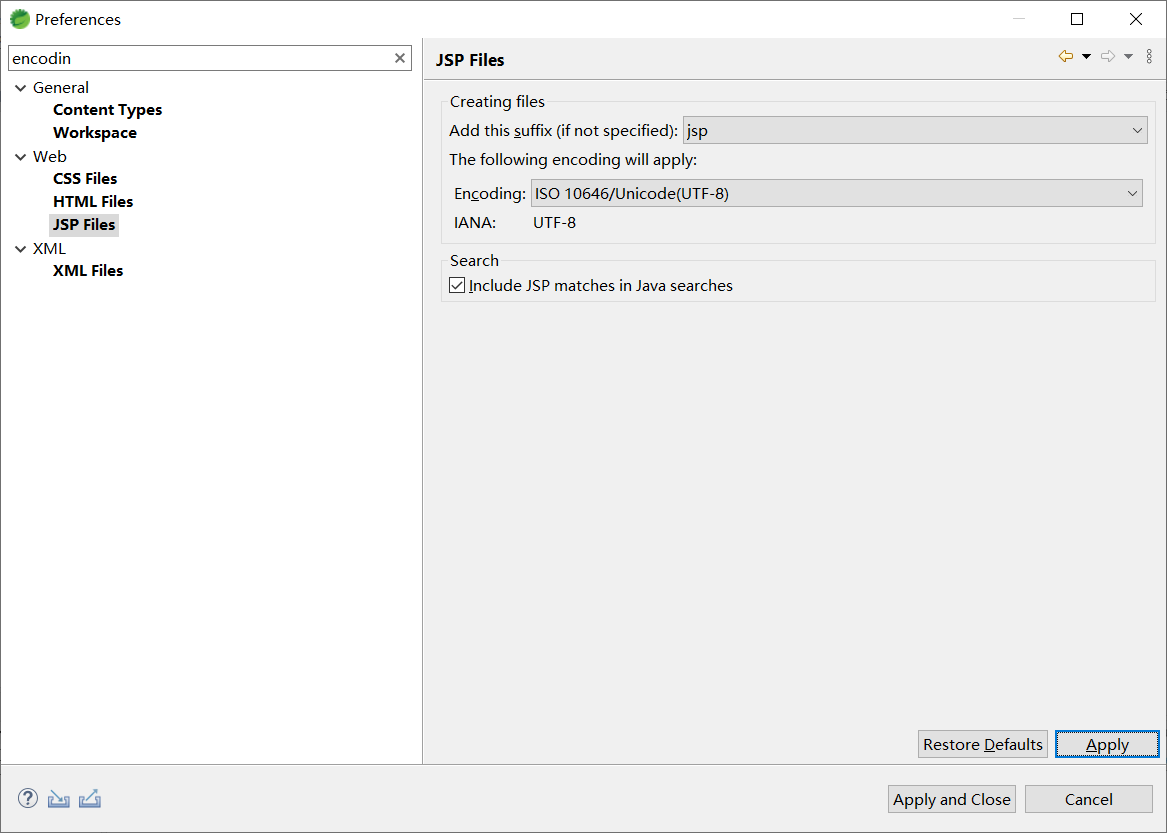 Preferences
encodin
General
Content Types
Workspace
Web
CSS Files
HTML Files
JSP Files
XML
XML Files
JSP Files
Creating files
Add this suffix (if not specified): jsp
The following encoding will apply:
Encoding: ISO 10646/Unicode(UTF-8)
IANA: UTF-8
Search
Include JSP matches in Java searches
Restore Defaults Apply
Apply and Close Cancel